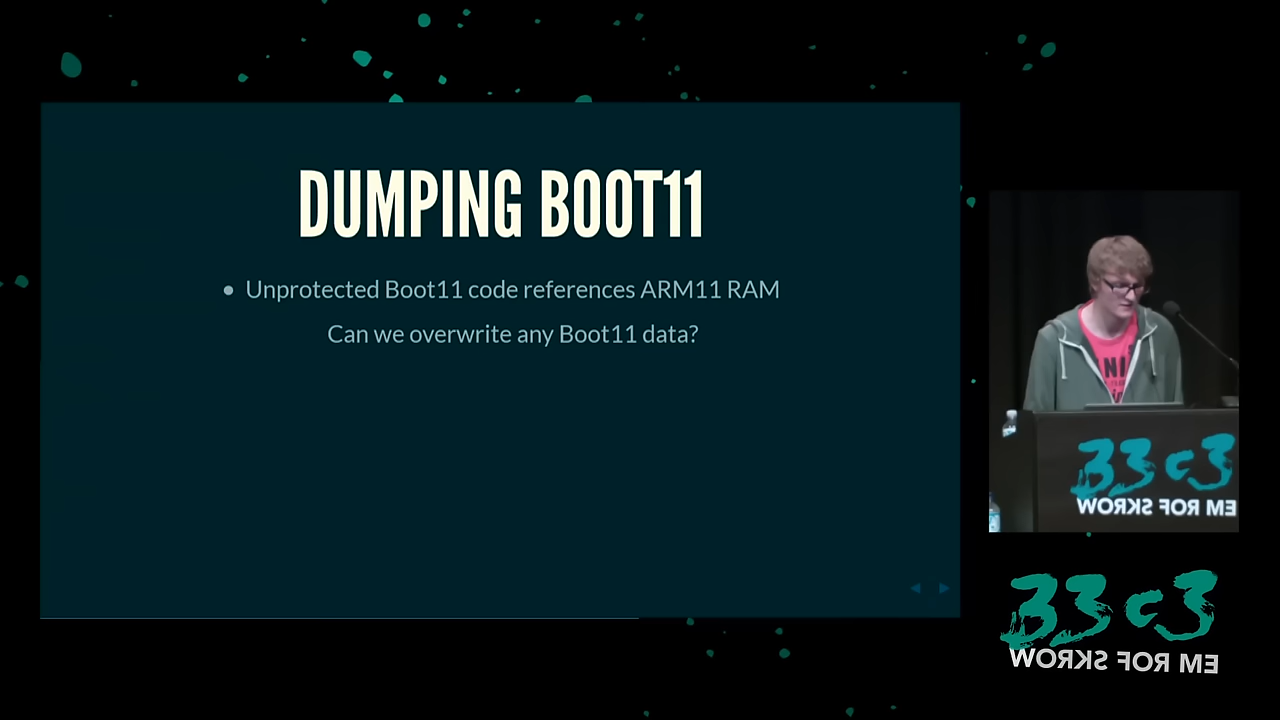 DUMPING BOOT11
Unprotected Boot11 code references ARM11 RAM
Can we overwrite any Boot11 data?
33c3
WORKS FOR ME
33c3
WORKS FOR ME